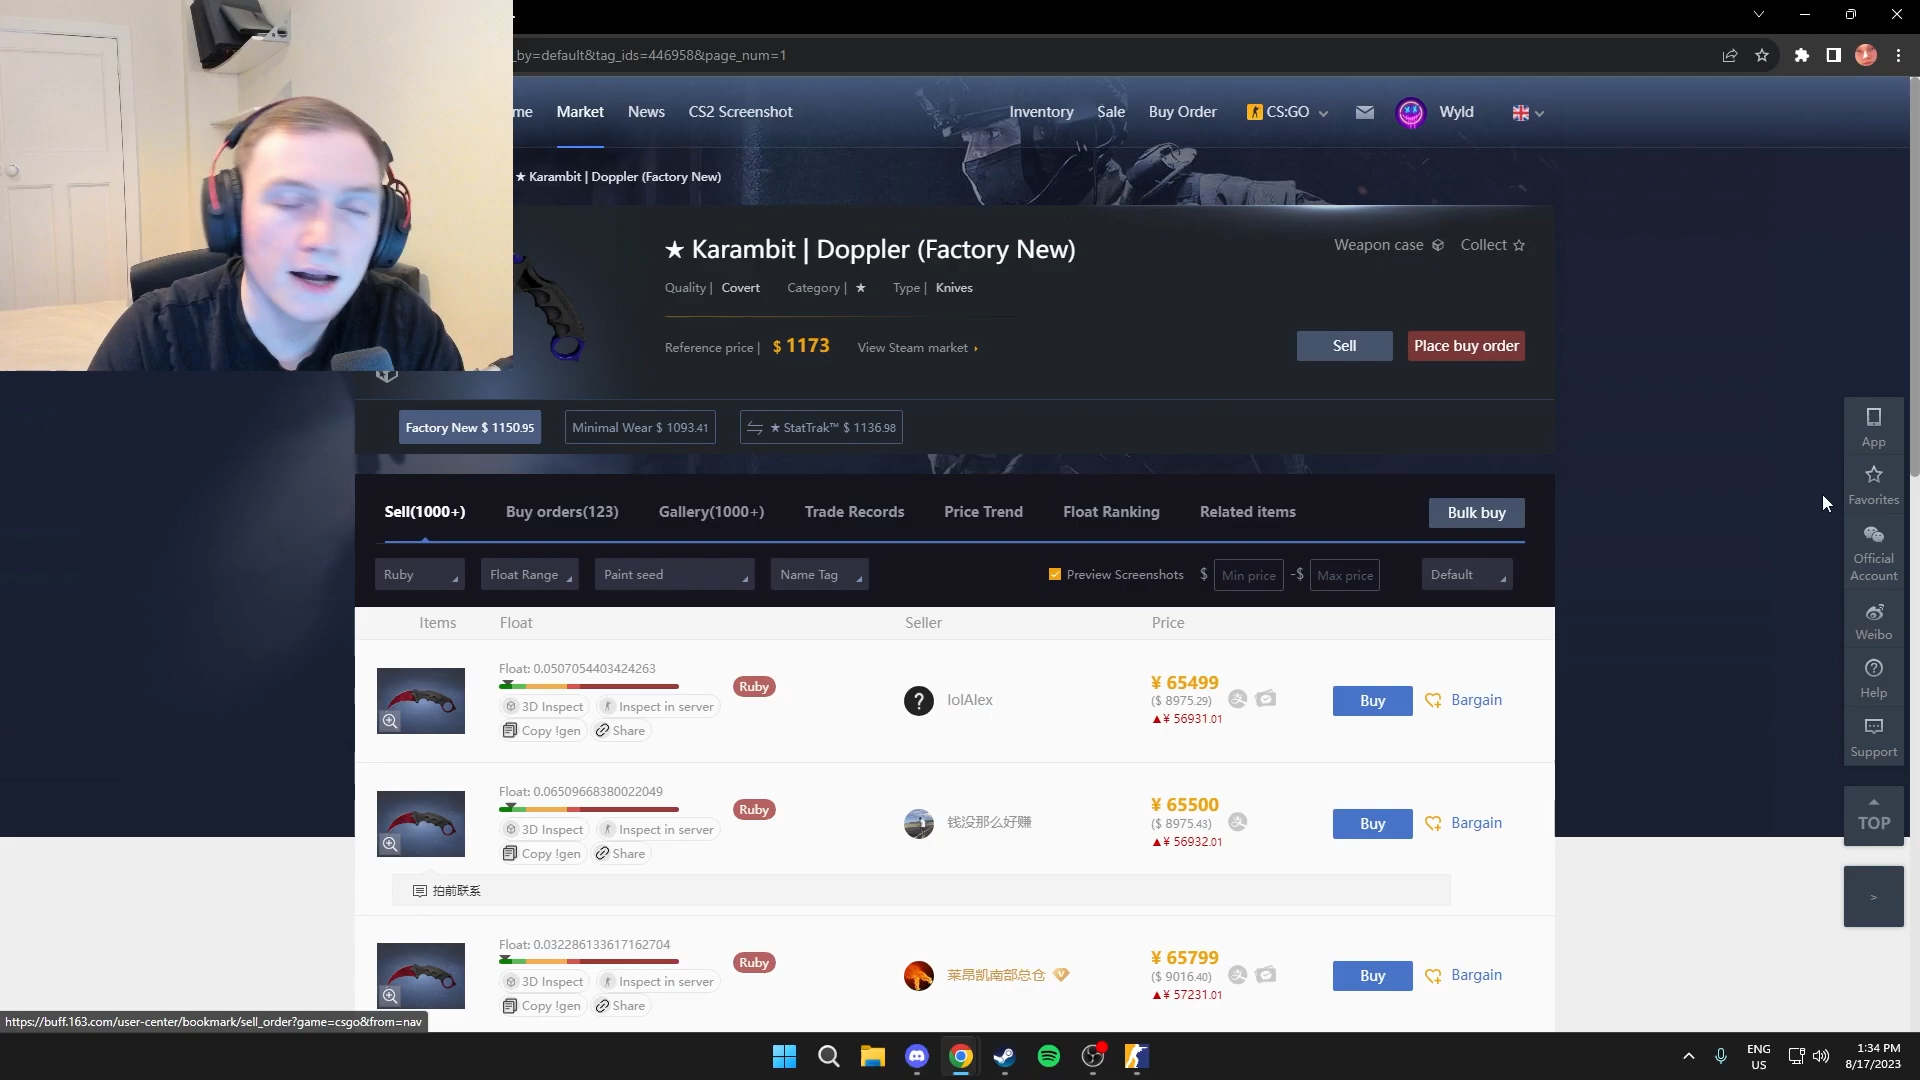 _by=default&tag_ids=446958&page_num=1
me
Market
News
CS2 Screenshot
Inventory
Sale
Buy Order
CS:GO
Wyld
★ Karambit | Doppler (Factory New)
★ Karambit | Doppler (Factory New)
Weapon case
Collect
Quality | Covert
Category | ★
Type | Knives
Reference price | $ 1173
View Steam market
Sell
Place buy order
Factory New $ 1150.95
Minimal Wear $ 1093.41
★ StatTrak™ $ 1136.98
Sell(1000+)
Buy orders(123)
Gallery(1000+)
Trade Records
Price Trend
Float Ranking
Related items
Bulk buy
Ruby
Float Range
Paint seed
Name Tag
Preview Screenshots
$ Min price -$ Max price
Default
Items
Float
Seller
Price
Float: 0.0507054403424263
Ruby
3D Inspect
Inspect in server
Copy !gen
Share
lolAlex
¥ 65499
($ 8975.29)
▲¥ 56931.01
Buy
Bargain
Float: 0.06509668380022049
Ruby
3D Inspect
Inspect in server
Copy !gen
Share
钱没那么好赚
¥ 65500
($ 8975.43)
▲¥ 56932.01
Buy
Bargain
拍前联系
Float: 0.032286133617162704
Ruby
3D Inspect
Inspect in server
Copy !gen
Share
莱昂凯南部总仓
¥ 65799
($ 9016.40)
▲¥ 57231.01
Buy
Bargain
App
Favorites
Official
Account
Weibo
Help
Support
TOP
>
https://buff.163.com/user-center/bookmark/sell_order?game=csgo&from=nav
ENG
US
1:34 PM
8/17/2023